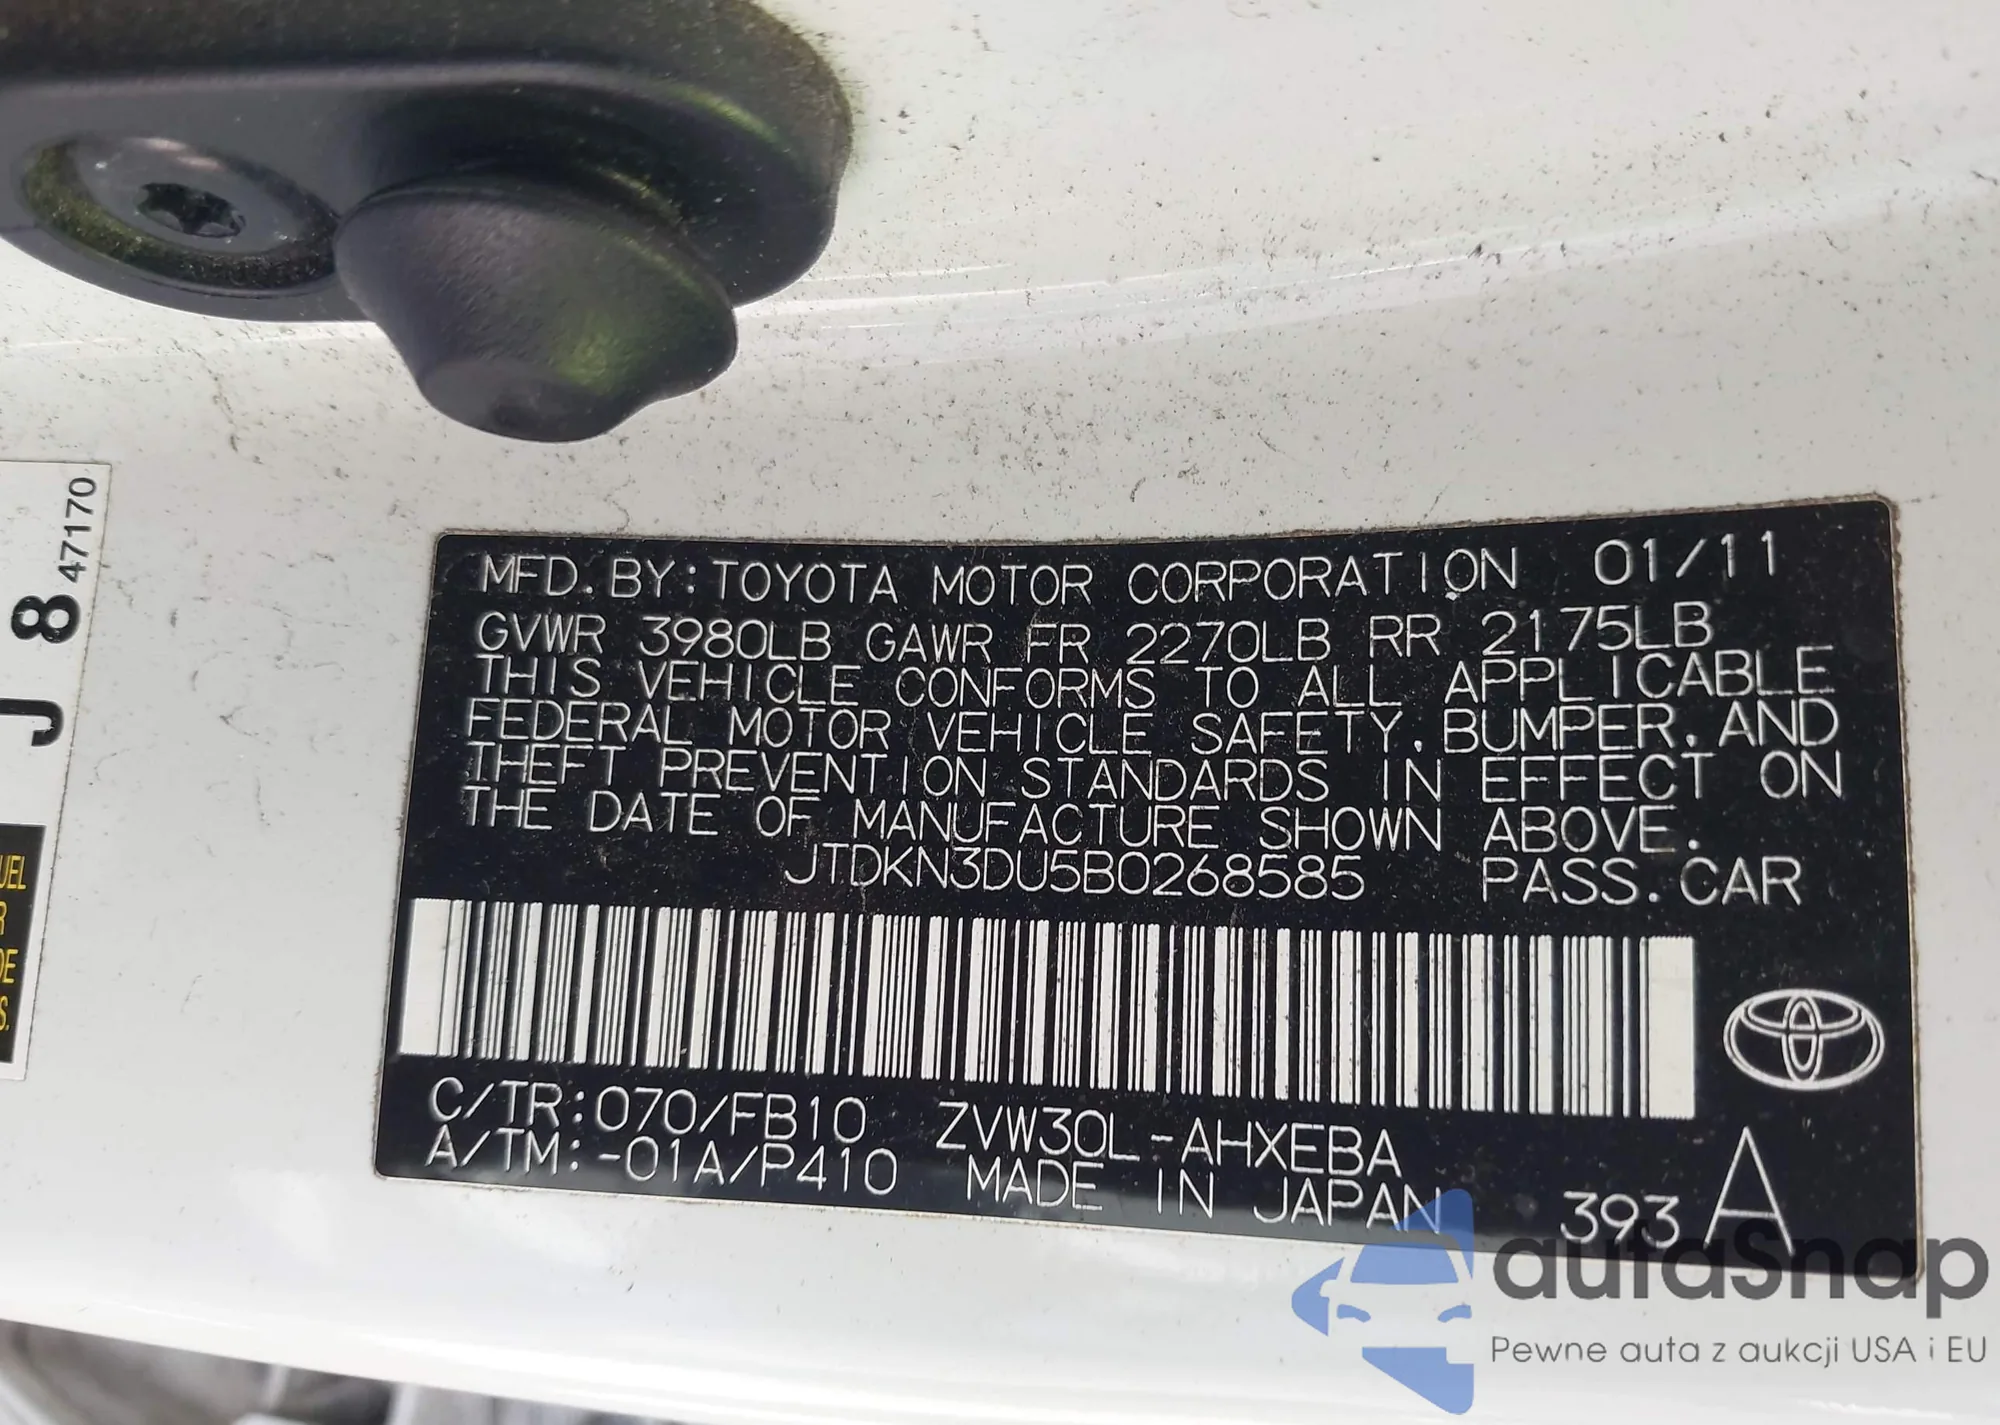 47170
J 8
UEL
R
DE
S.
MFD. BY: TOYOTA MOTOR CORPORATION 01/11
GVWR 3980LB GAWR FR 2270LB RR 2175LB
THIS VEHICLE CONFORMS TO ALL APPLICABLE
FEDERAL MOTOR VEHICLE SAFETY, BUMPER, AND
THEFT PREVENTION STANDARDS IN EFFECT ON
THE DATE OF MANUFACTURE SHOWN ABOVE.
JTDKN3DU5B0268585 PASS. CAR
C/TR: 070/FB10 ZVW30L-AHXEBA
A/TM: -01A/P410 MADE IN JAPAN 393 A
autaSnap
Pewne auta z aukcji USA i EU